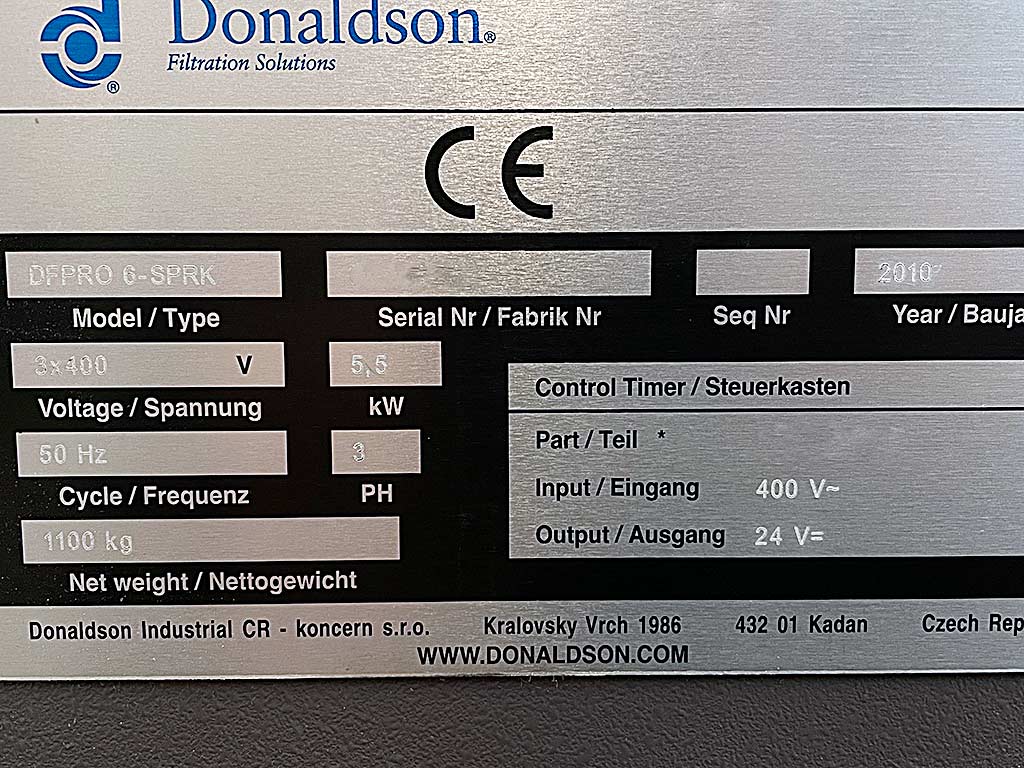 Donaldson®
Filtration Solutions
®
CE
DFPRO 6-SPRK
2010
Model / Type
Serial Nr / Fabrik Nr
Seq Nr
Year / Bauja
3x400 V
5,5
Voltage / Spannung
kW
Control Timer / Steuerkasten
50 Hz
3
Part / Teil *
Cycle / Frequenz
PH
Input / Eingang 400 V~
1100 kg
Output / Ausgang 24 V=
Net weight / Nettogewicht
Donaldson Industrial CR - koncern s.r.o. Kralovsky Vrch 1986 432 01 Kadan Czech Rep
WWW.DONALDSON.COM